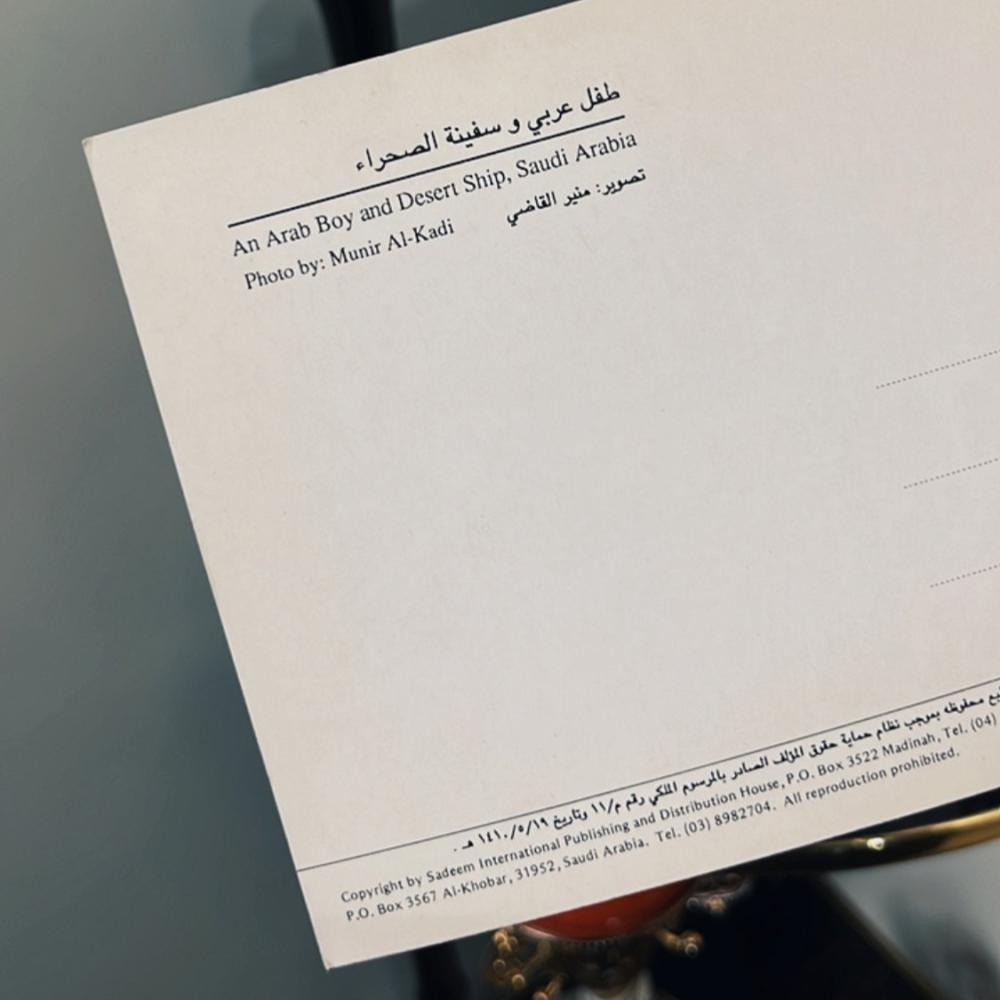 طفل عربي و سفينة الصحراء
An Arab Boy and Desert Ship, Saudi Arabia
Photo by: Munir Al-Kadi
تصوير: منير القاضي
محفوظه بموجب نظام حماية حقوق المؤلف الصادر بالمرسوم الملكي رقم م/١١ وتاريخ ١٤١٠/٥/١٩ هـ .
Copyright by Sadeem International Publishing and Distribution House, P.O. Box 3522 Madinah, Tel. (04)
P.O. Box 3567 Al-Khobar, 31952, Saudi Arabia. Tel. (03) 8982704. All reproduction prohibited.